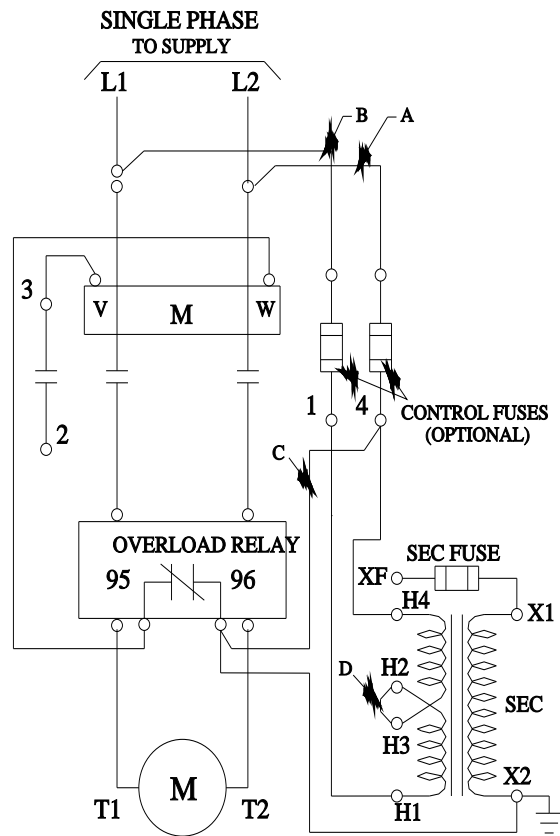 SINGLE PHASE
TO SUPPLY
L1 L2
B A
3
V M W
2
1 4
CONTROL FUSES
(OPTIONAL)
C
OVERLOAD RELAY
95 96
SEC FUSE
XF
H4 X1
D H2
SEC
H3
X2
T1 M T2 H1